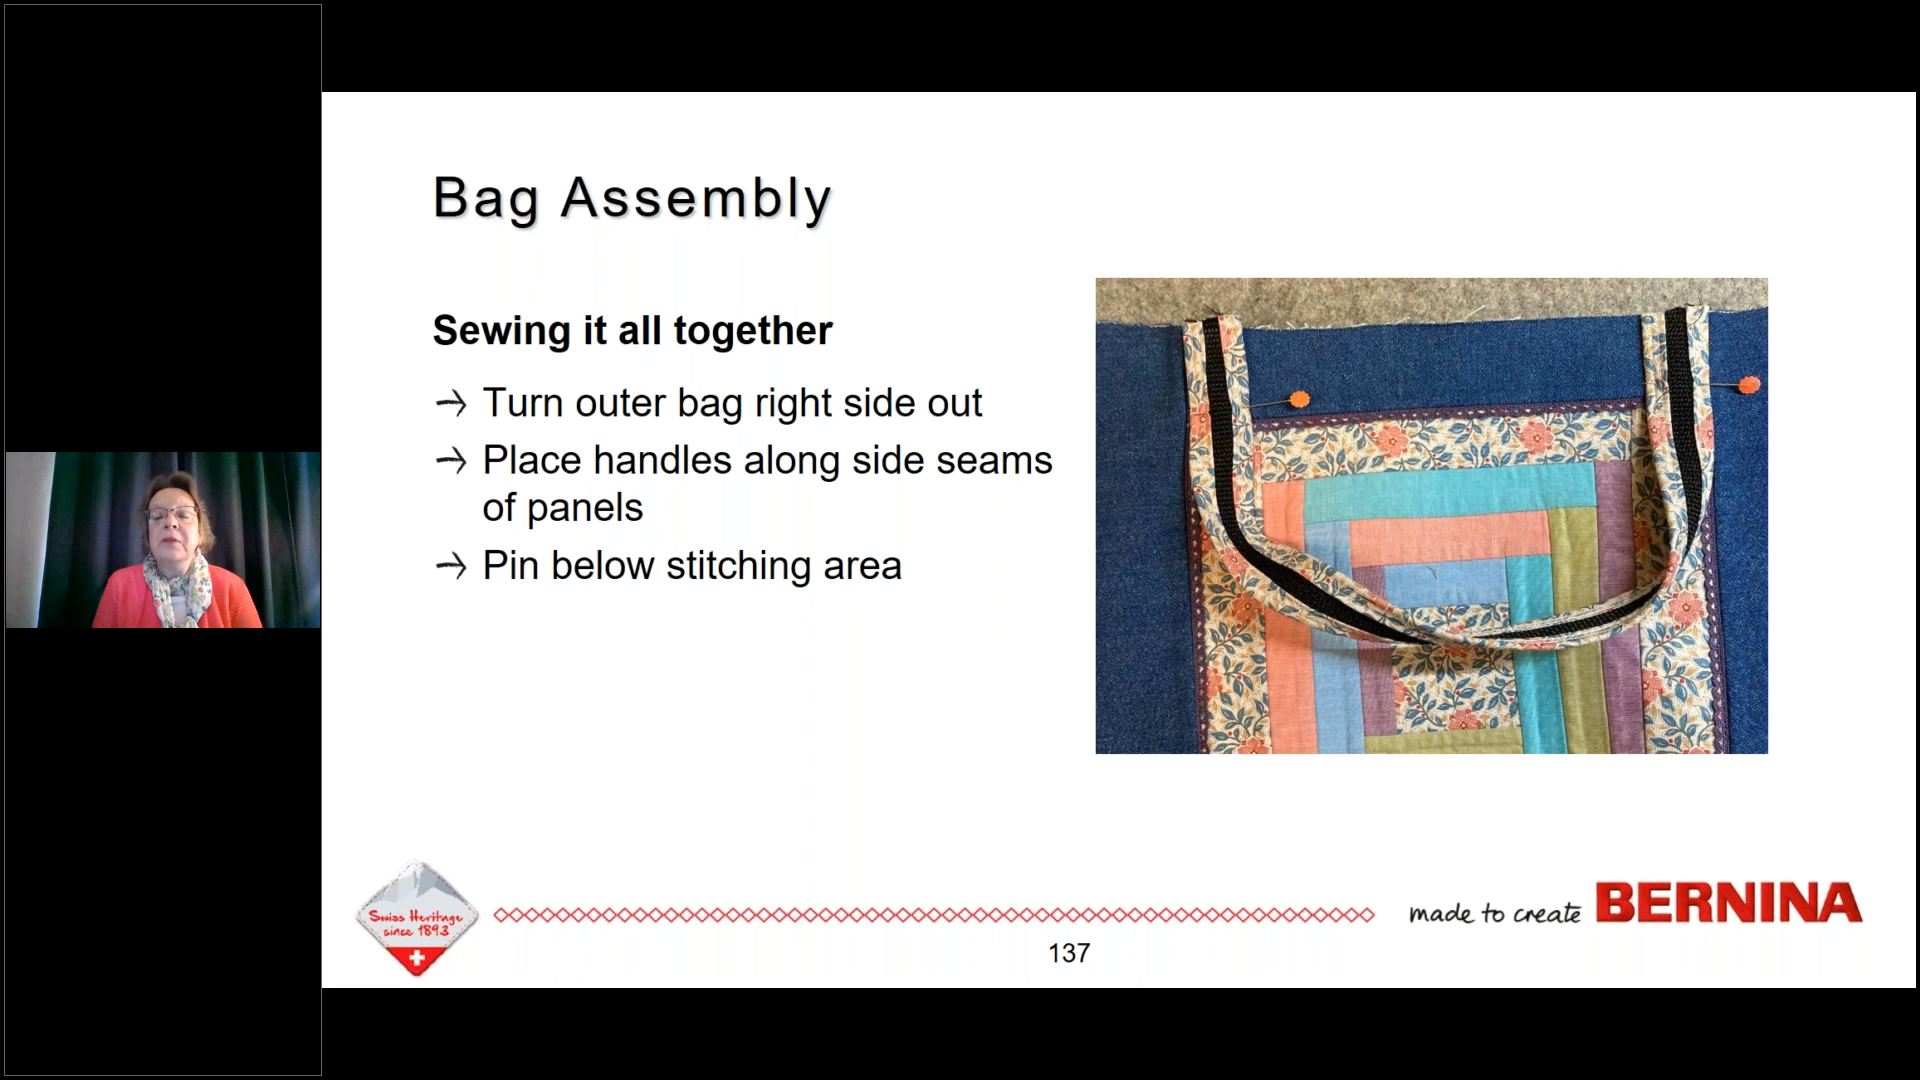 Bag Assembly
Sewing it all together
→ Turn outer bag right side out
→ Place handles along side seams
of panels
→ Pin below stitching area
Swiss Heritage
since 1893
made to create BERNINA
137